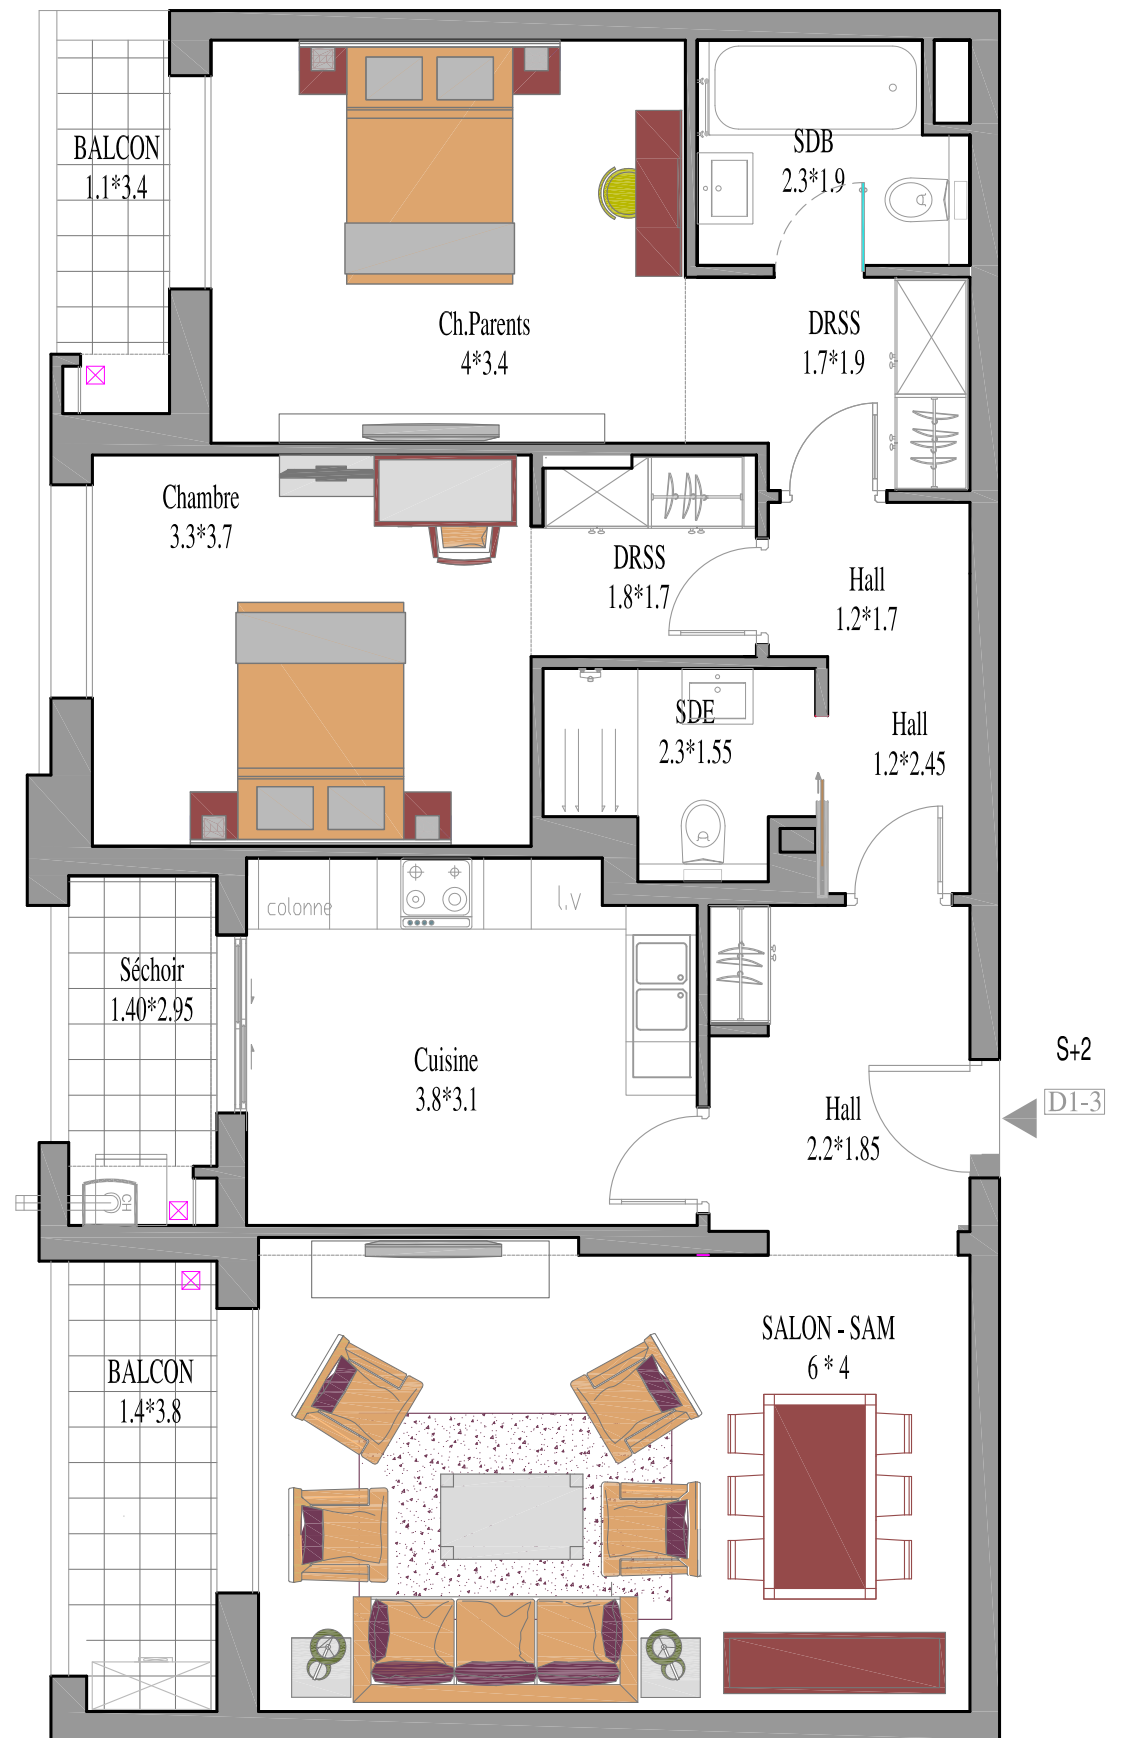 BALCON
1.1*3.4
SDB
2.3*1.9
Ch.Parents
4*3.4
DRSS
1.7*1.9
Chambre
3.3*3.7
DRSS
1.8*1.7
Hall
1.2*1.7
SDE
2.3*1.55
Hall
1.2*2.45
colonne
l.v
Séchoir
1.40*2.95
Cuisine
3.8*3.1
S+2
D1-3
Hall
2.2*1.85
CH
SALON - SAM
6 * 4
BALCON
1.4*3.8